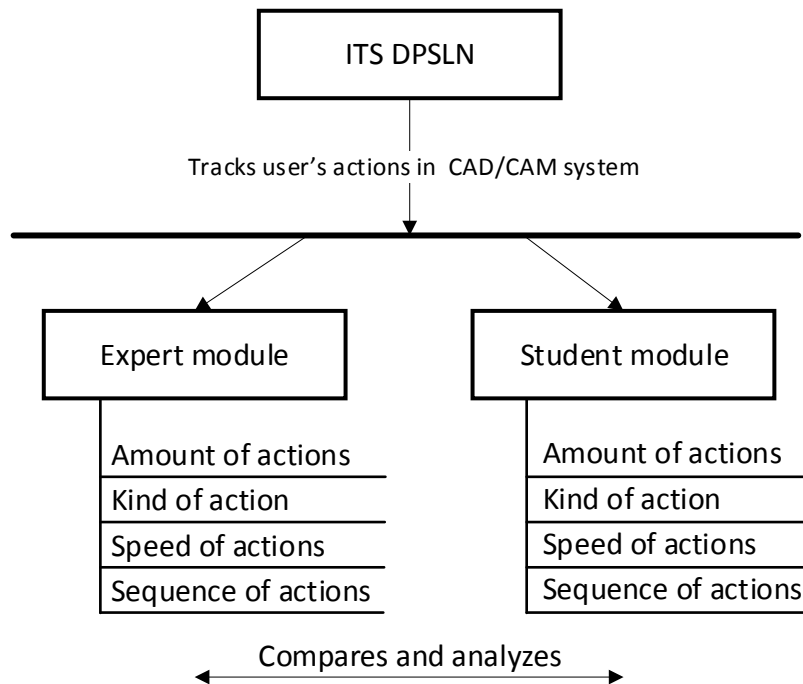 ITS DPSLN
Tracks user's actions in CAD/CAM system
Expert module
Amount of actions
Kind of action
Speed of actions
Sequence of actions
Student module
Amount of actions
Kind of action
Speed of actions
Sequence of actions
Compares and analyzes